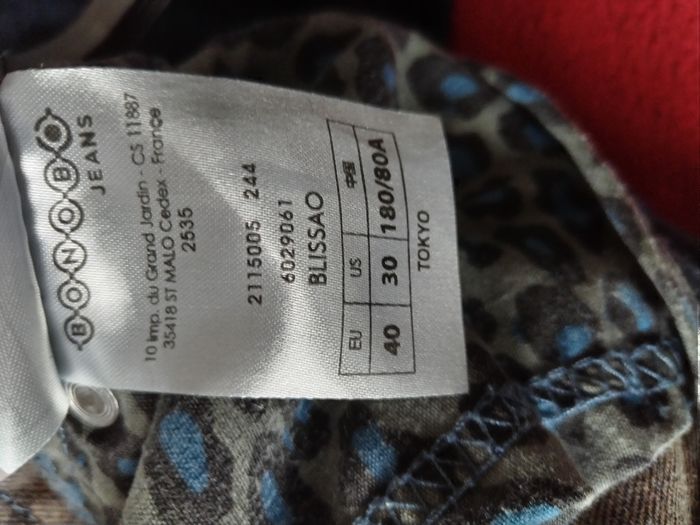 BONOBO
JEANS
10 Imp. du Grand Jardin - CS 11887
35418 ST MALO Cedex - France
2535
2115005 244
6029061
BLISSAO
EU US 中国
40 30 180/80A
TOKYO